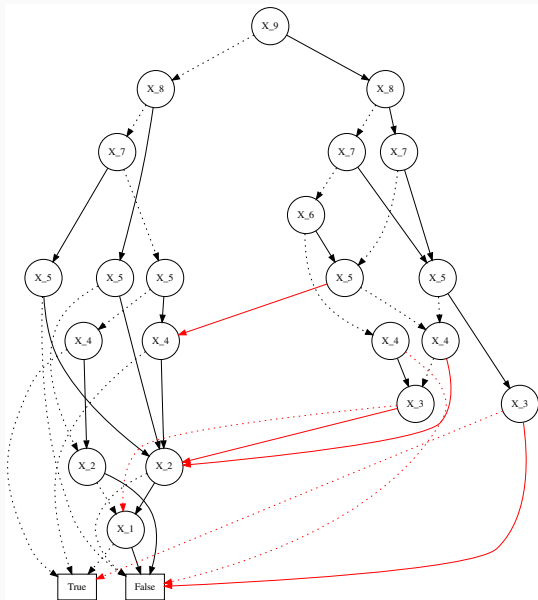 X_9
X_8 X_8
X_7 X_7 X_7
X_6
X_5 X_5 X_5 X_5 X_5
X_4 X_4 X_4 X_4
X_3 X_3
X_2 X_2
X_1
True False